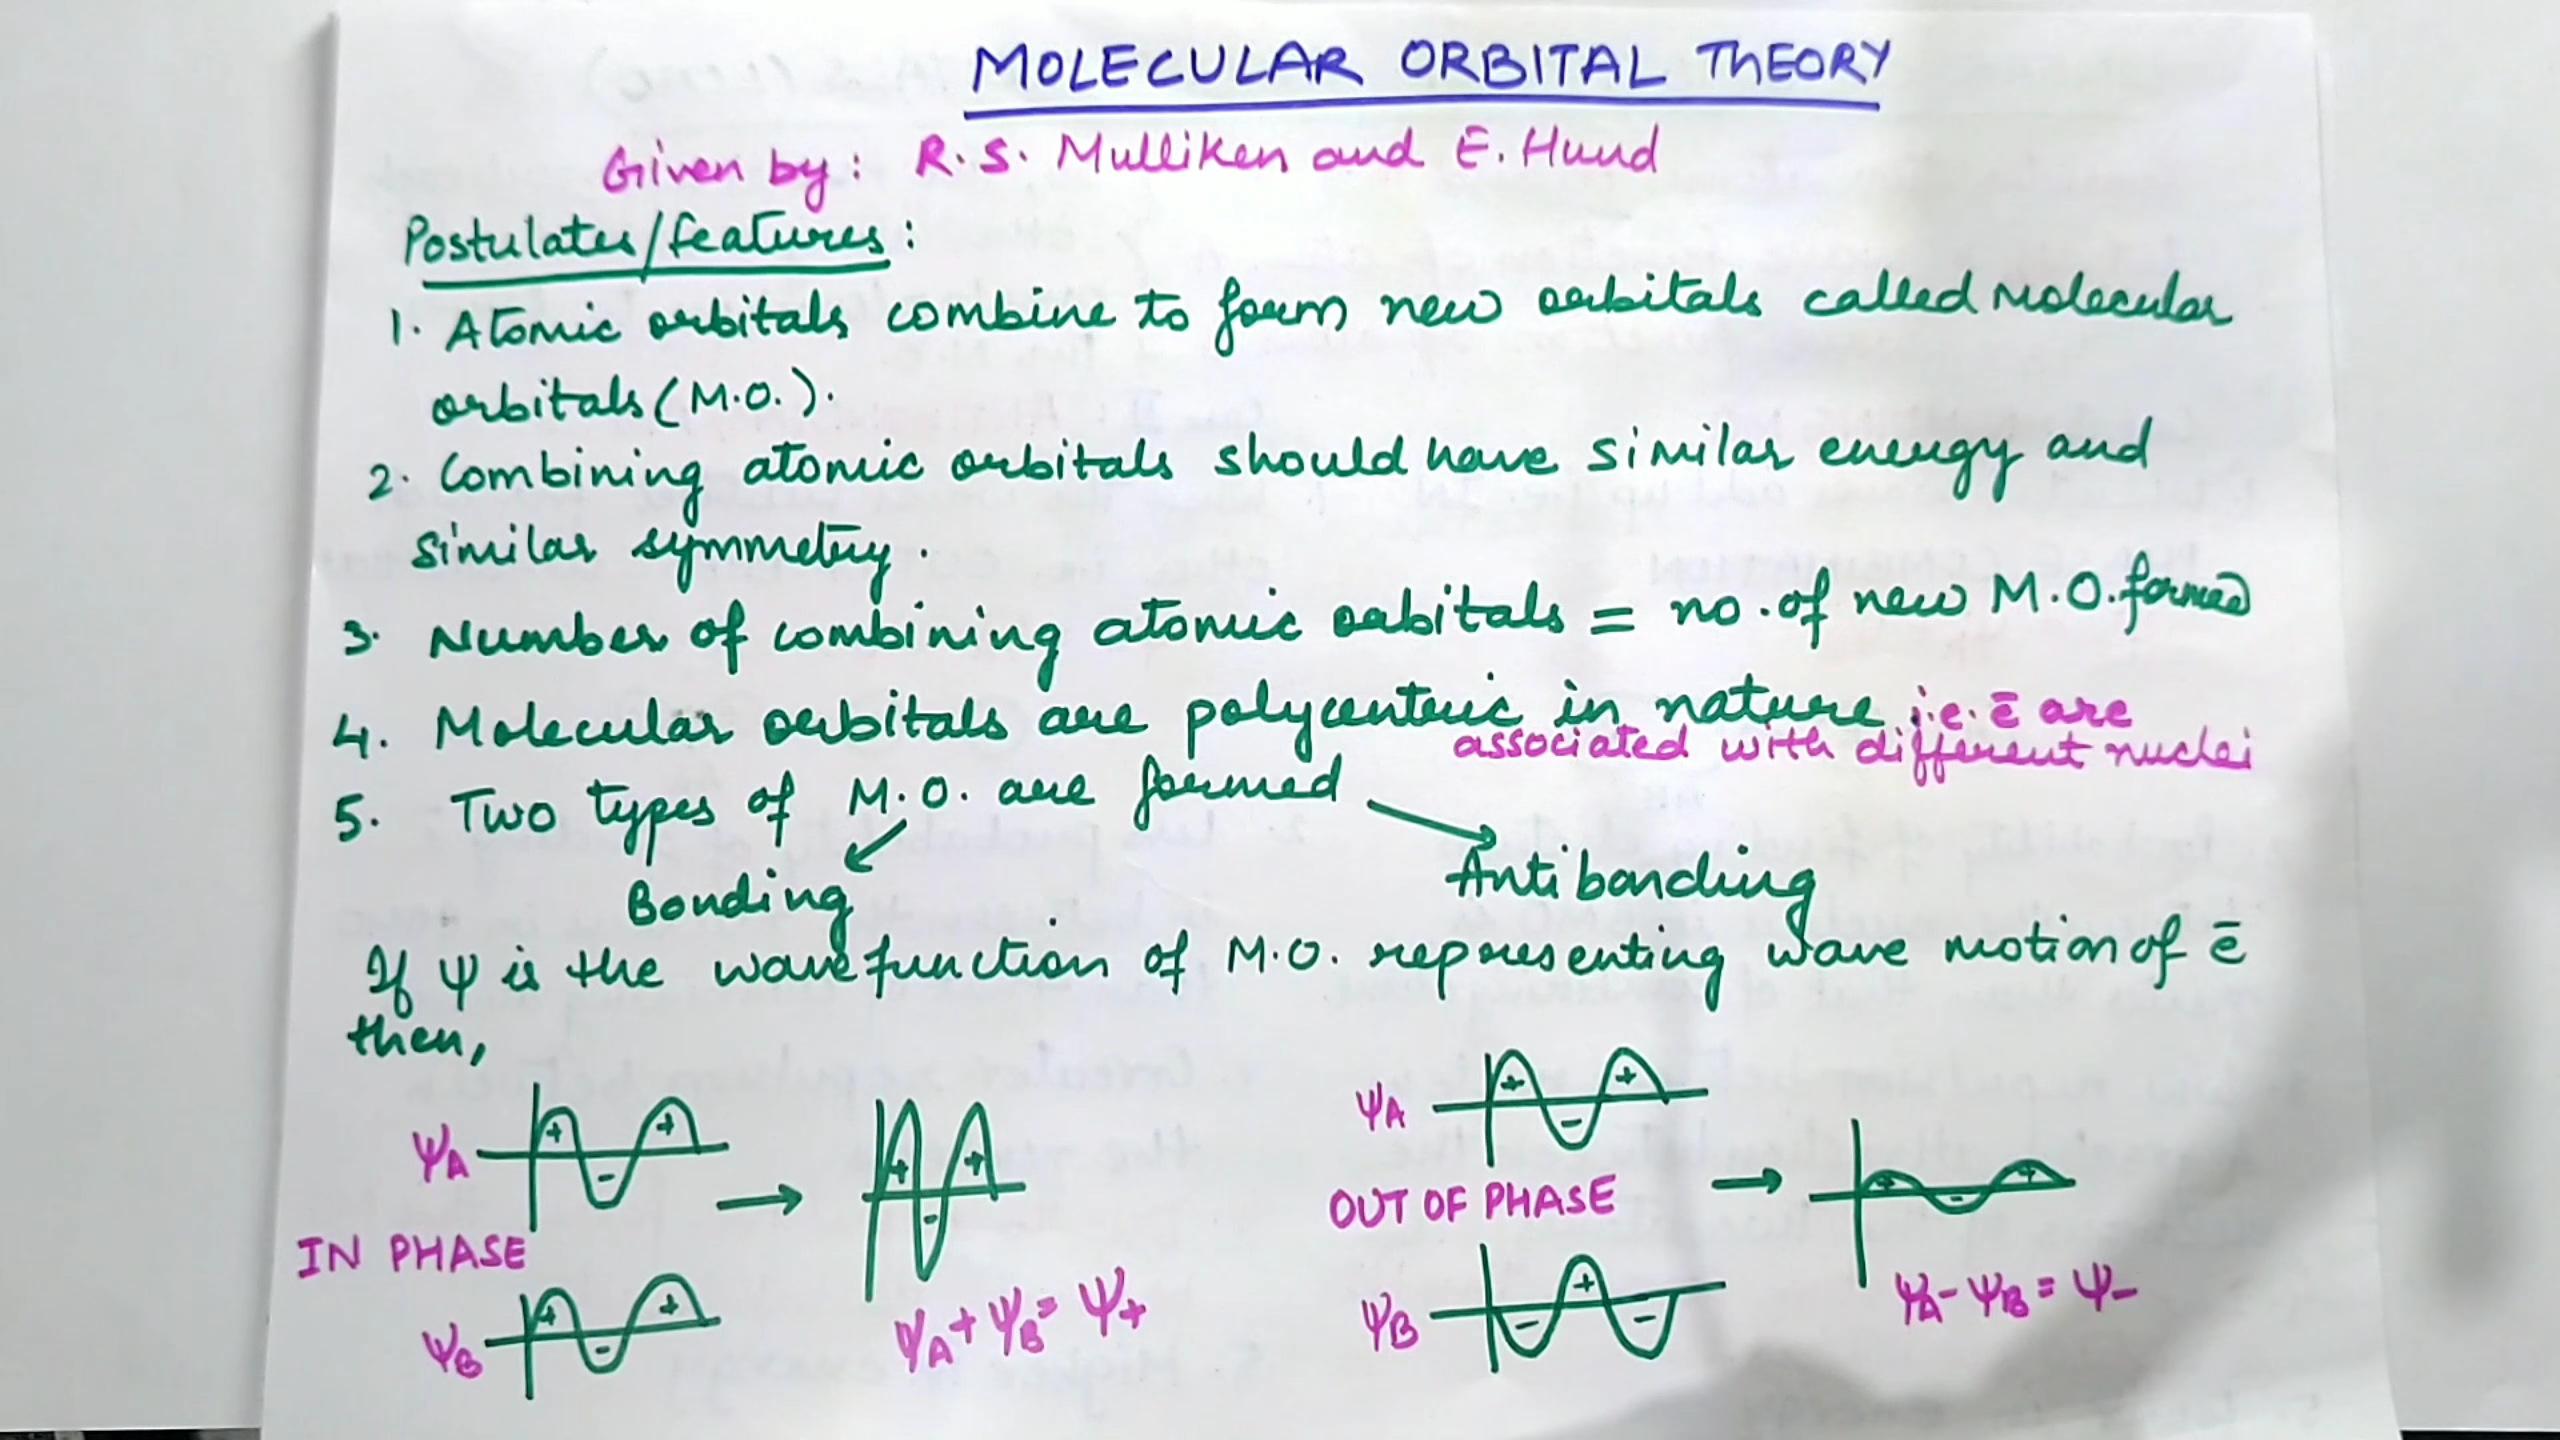 MOLECULAR ORBITAL THEORY
Given by: R.S. Mulliken and E. Hund
Postulates/features:
1. Atomic orbitals combine to form new orbitals called Molecular
orbitals (M.O.).
2. Combining atomic orbitals should have similar energy and
similar symmetry.
3. Number of combining atomic orbitals = no. of new M.O. formed
4. Molecular orbitals are polycentric in nature i.e. ē are
associated with different nuclei
5. Two types of M.O. are formed
Bonding
Antibonding
If ψ is the wavefunction of M.O. representing wave motion of ē
then,
ψA + - +
IN PHASE
ψB + - +
+ - +
ψA + ψB = ψ+
ψA + - +
OUT OF PHASE
ψB - + -
+ - +
ψA - ψB = ψ-